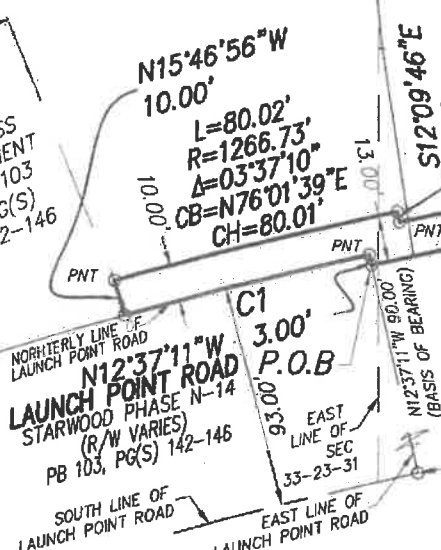 N15°46'56"W
10.00'
L=80.02'
R=1266.73'
Δ=03°37'10"
CB=N76°01'39"E
CH=80.01'
S12°09'46"E
13.00'
10.00'
SS
MENT
103
G(S)
2-146
PNT
PNT
PNT
C1
3.00'
P.O.B
NORHTERLY LINE OF
LAUNCH POINT ROAD
N12°37'11"W
LAUNCH POINT ROAD
STARWOOD PHASE N-14
(R/W VARIES)
PB 103, PG(S) 142-146
93.00'
EAST
LINE OF
SEC
33-23-31
N12°37'11"W 90.00'
(BASIS OF BEARING)
SOUTH LINE OF
LAUNCH POINT ROAD
EAST LINE OF
LAUNCH POINT ROAD